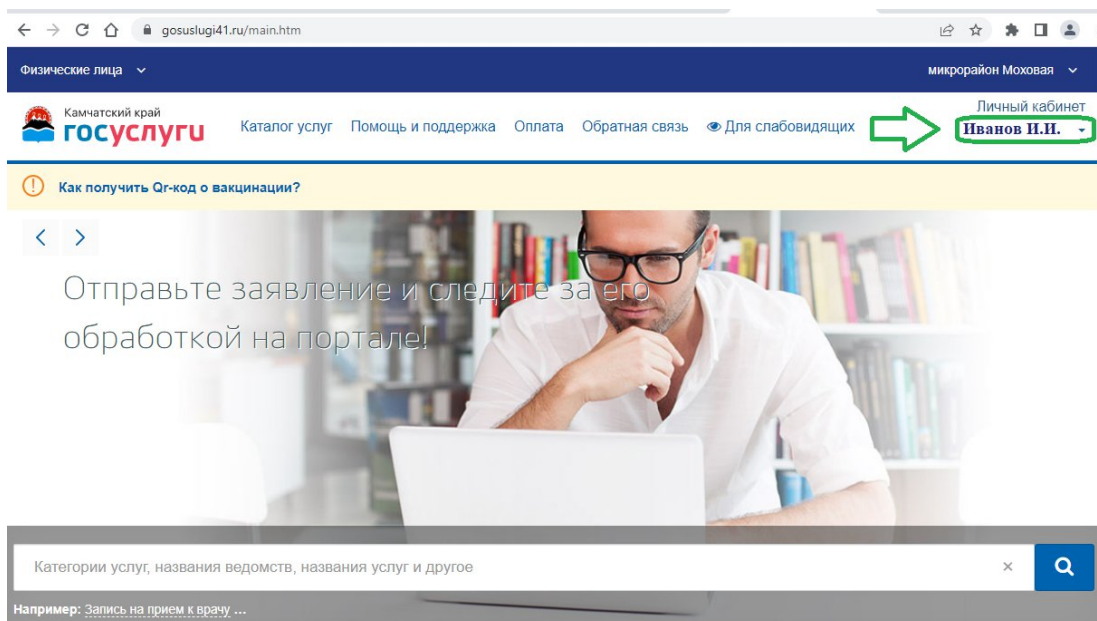 gosuslugi41.ru/main.htm
Физические лица
микрорайон Моховая
Камчатский край
госуслуги
Каталог услуг Помощь и поддержка Оплата Обратная связь Для слабовидящих
Личный кабинет
Иванов И.И.
Как получить Qr-код о вакцинации?
Отправьте заявление и следите за его
обработкой на портале!
Категории услуг, названия ведомств, названия услуг и другое
Например: Запись на прием к врачу ...